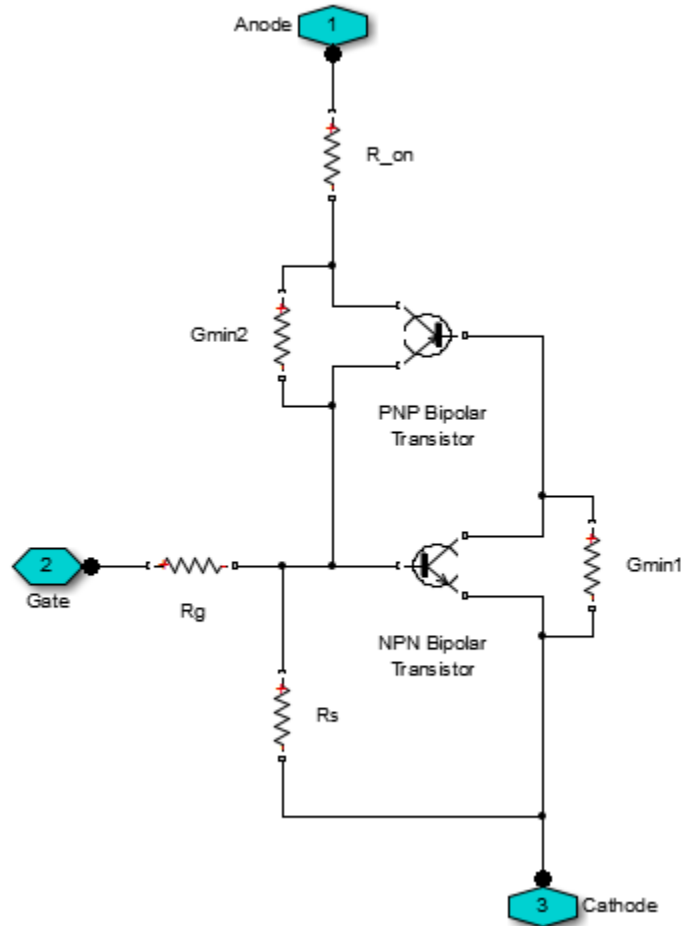 Anode
1
R_on
Gmin2
PNP Bipolar
Transistor
2
Gate
Rg
Gmin1
NPN Bipolar
Transistor
Rs
3
Cathode